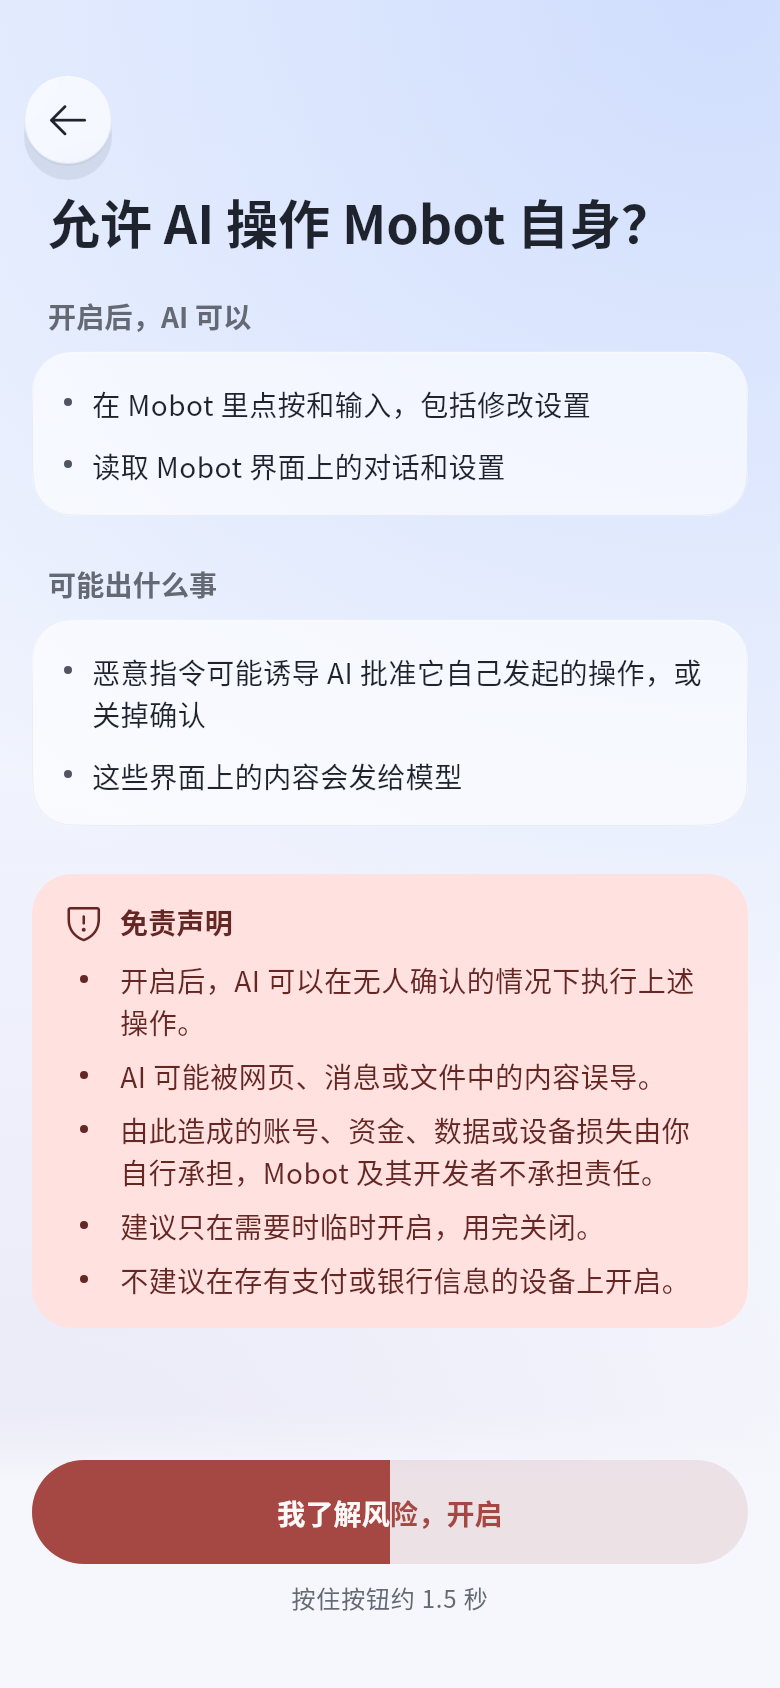 允许 AI 操作 Mobot 自身？
开启后，AI 可以
在 Mobot 里点按和输入，包括修改设置
读取 Mobot 界面上的对话和设置
可能出什么事
恶意指令可能诱导 AI 批准它自己发起的操作，或
关掉确认
这些界面上的内容会发给模型
免责声明
开启后，AI 可以在无人确认的情况下执行上述
操作。
AI 可能被网页、消息或文件中的内容误导。
由此造成的账号、资金、数据或设备损失由你
自行承担，Mobot 及其开发者不承担责任。
建议只在需要时临时开启，用完关闭。
不建议在存有支付或银行信息的设备上开启。
我了解风险，开启
按住按钮约 1.5 秒